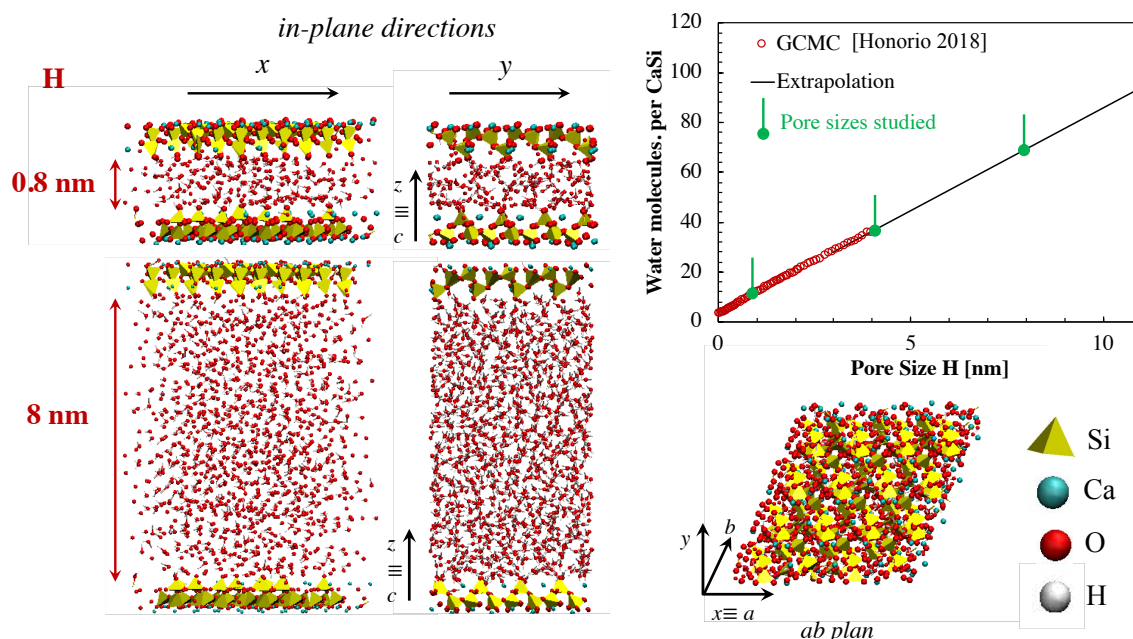 in-plane directions
H
x
y
0.8 nm
z
≡
c
8 nm
z
≡
c
120
100
80
60
40
20
0
Water molecules. per CaSi
GCMC [Honorio 2018]
Extrapolation
Pore sizes studied
0 5 10
Pore Size H [nm]
y
b
x≡ a
ab plan
Si
Ca
O
H